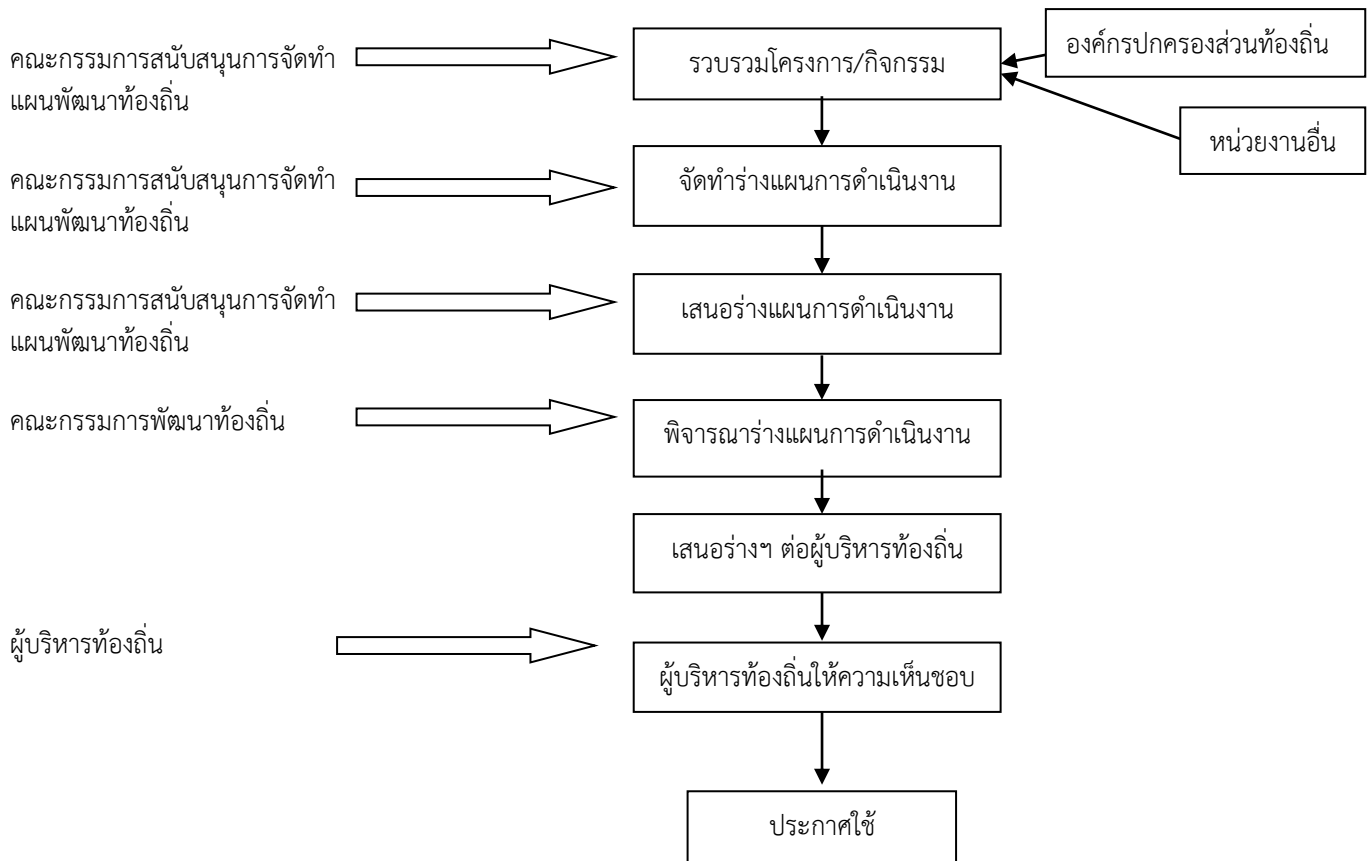 คณะกรรมการสนับสนุนการจัดทำ
แผนพัฒนาท้องถิ่น
รวบรวมโครงการ/กิจกรรม
องค์กรปกครองส่วนท้องถิ่น
หน่วยงานอื่น
คณะกรรมการสนับสนุนการจัดทำ
แผนพัฒนาท้องถิ่น
จัดทำร่างแผนการดำเนินงาน
คณะกรรมการสนับสนุนการจัดทำ
แผนพัฒนาท้องถิ่น
เสนอร่างแผนการดำเนินงาน
คณะกรรมการพัฒนาท้องถิ่น
พิจารณาร่างแผนการดำเนินงาน
เสนอร่างฯ ต่อผู้บริหารท้องถิ่น
ผู้บริหารท้องถิ่น
ผู้บริหารท้องถิ่นให้ความเห็นชอบ
ประกาศใช้